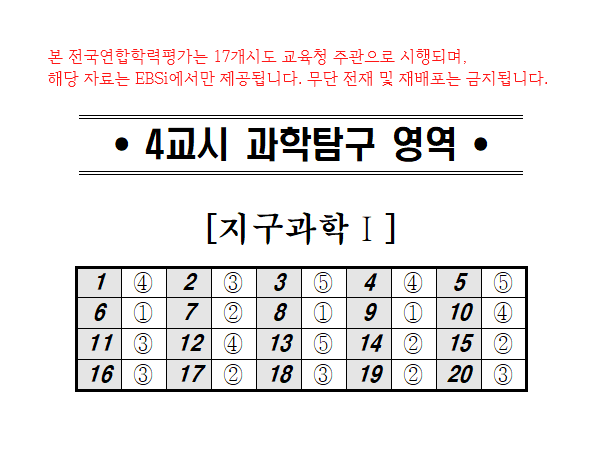 본 전국연합학력평가는 17개시도 교육청 주관으로 시행되며,
해당 자료는 EBSi에서만 제공됩니다. 무단 전재 및 재배포는 금지됩니다.
• 4교시 과학탐구 영역 •
[지구과학Ⅰ]
1 ④ 2 ③ 3 ⑤ 4 ④ 5 ⑤
6 ① 7 ② 8 ① 9 ① 10 ④
11 ③ 12 ④ 13 ⑤ 14 ② 15 ②
16 ③ 17 ② 18 ③ 19 ② 20 ③